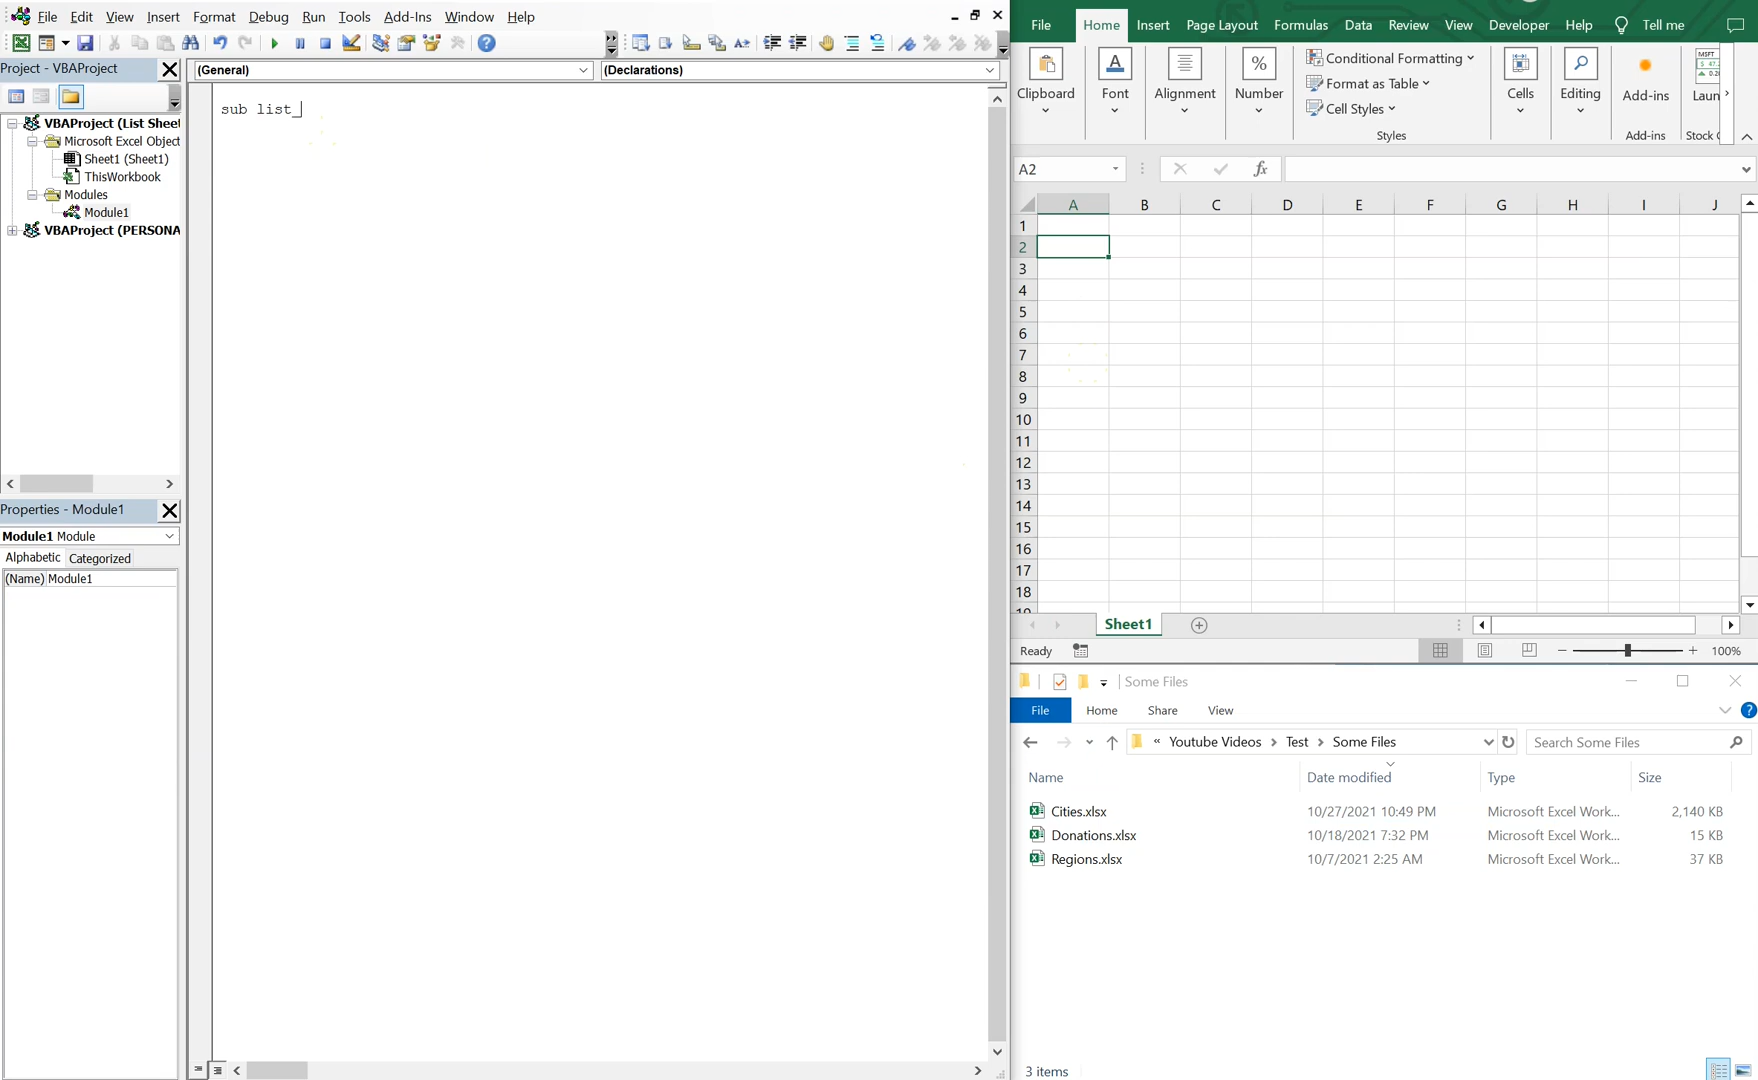 File Edit View Insert Format Debug Run Tools Add-Ins Window Help
Project - VBAProject
VBAProject (List Sheet
Microsoft Excel Object
Sheet1 (Sheet1)
ThisWorkbook
Modules
Module1
VBAProject (PERSONA
Properties - Module1
Module1 Module
Alphabetic Categorized
(Name) Module1
(General) (Declarations)
sub list_
File Home Insert Page Layout Formulas Data Review View Developer Help Tell me
Clipboard
Font
Alignment
Number
Conditional Formatting
Format as Table
Cell Styles
Styles
Cells
Editing
Add-ins
Add-ins
MSFT
Laun
Stock
A2 fx
A B C D E F G H I J
1
2
3
4
5
6
7
8
9
10
11
12
13
14
15
16
17
18
19
Sheet1
Ready 100%
Some Files
File Home Share View
« Youtube Videos > Test > Some Files
Search Some Files
Name Date modified Type Size
Cities.xlsx 10/27/2021 10:49 PM Microsoft Excel Work... 2,140 KB
Donations.xlsx 10/18/2021 7:32 PM Microsoft Excel Work... 15 KB
Regions.xlsx 10/7/2021 2:25 AM Microsoft Excel Work... 37 KB
3 items